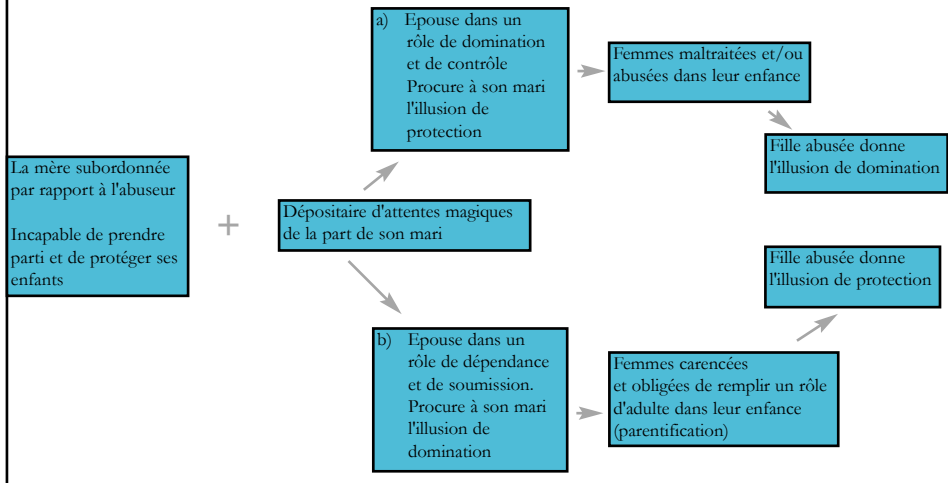 La mère subordonnée
par rapport à l'abuseur
Incapable de prendre
parti et de protéger ses
enfants
+
Dépositaire d'attentes magiques
de la part de son mari
a) Epouse dans un
rôle de domination
et de contrôle
Procure à son mari
l'illusion de
protection
Femmes maltraitées et/ou
abusées dans leur enfance
Fille abusée donne
l'illusion de domination
b) Epouse dans un
rôle de dépendance
et de soumission.
Procure à son mari
l'illusion de
domination
Femmes carencées
et obligées de remplir un rôle
d'adulte dans leur enfance
(parentification)
Fille abusée donne
l'illusion de protection